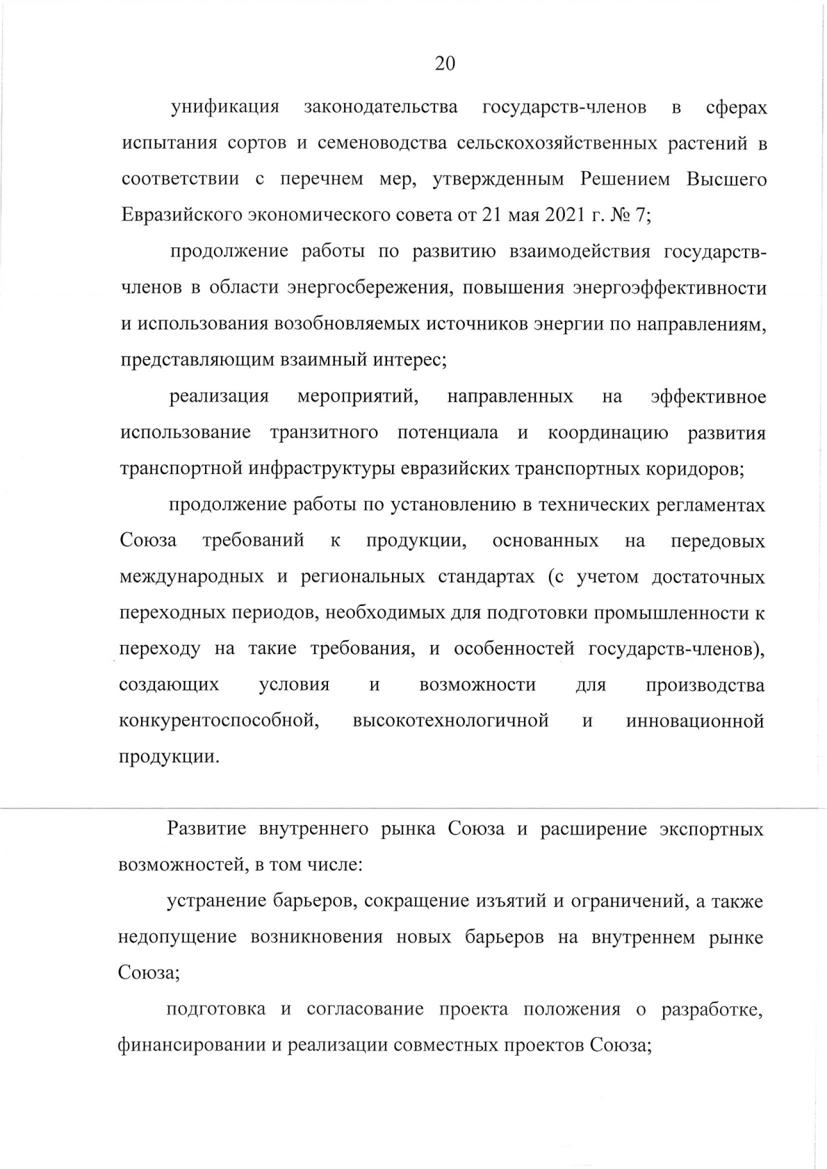 20
унификация законодательства государств-членов в сферах
испытания сортов и семеноводства сельскохозяйственных растений в
соответствии с перечнем мер, утвержденным Решением Высшего
Евразийского экономического совета от 21 мая 2021 г. № 7;
продолжение работы по развитию взаимодействия государств-
членов в области энергосбережения, повышения энергоэффективности
и использования возобновляемых источников энергии по направлениям,
представляющим взаимный интерес;
реализация мероприятий, направленных на эффективное
использование транзитного потенциала и координацию развития
транспортной инфраструктуры евразийских транспортных коридоров;
продолжение работы по установлению в технических регламентах
Союза требований к продукции, основанных на передовых
международных и региональных стандартах (с учетом достаточных
переходных периодов, необходимых для подготовки промышленности к
переходу на такие требования, и особенностей государств-членов),
создающих условия и возможности для производства
конкурентоспособной, высокотехнологичной и инновационной
продукции.
Развитие внутреннего рынка Союза и расширение экспортных
возможностей, в том числе:
устранение барьеров, сокращение изъятий и ограничений, а также
недопущение возникновения новых барьеров на внутреннем рынке
Союза;
подготовка и согласование проекта положения о разработке,
финансировании и реализации совместных проектов Союза;